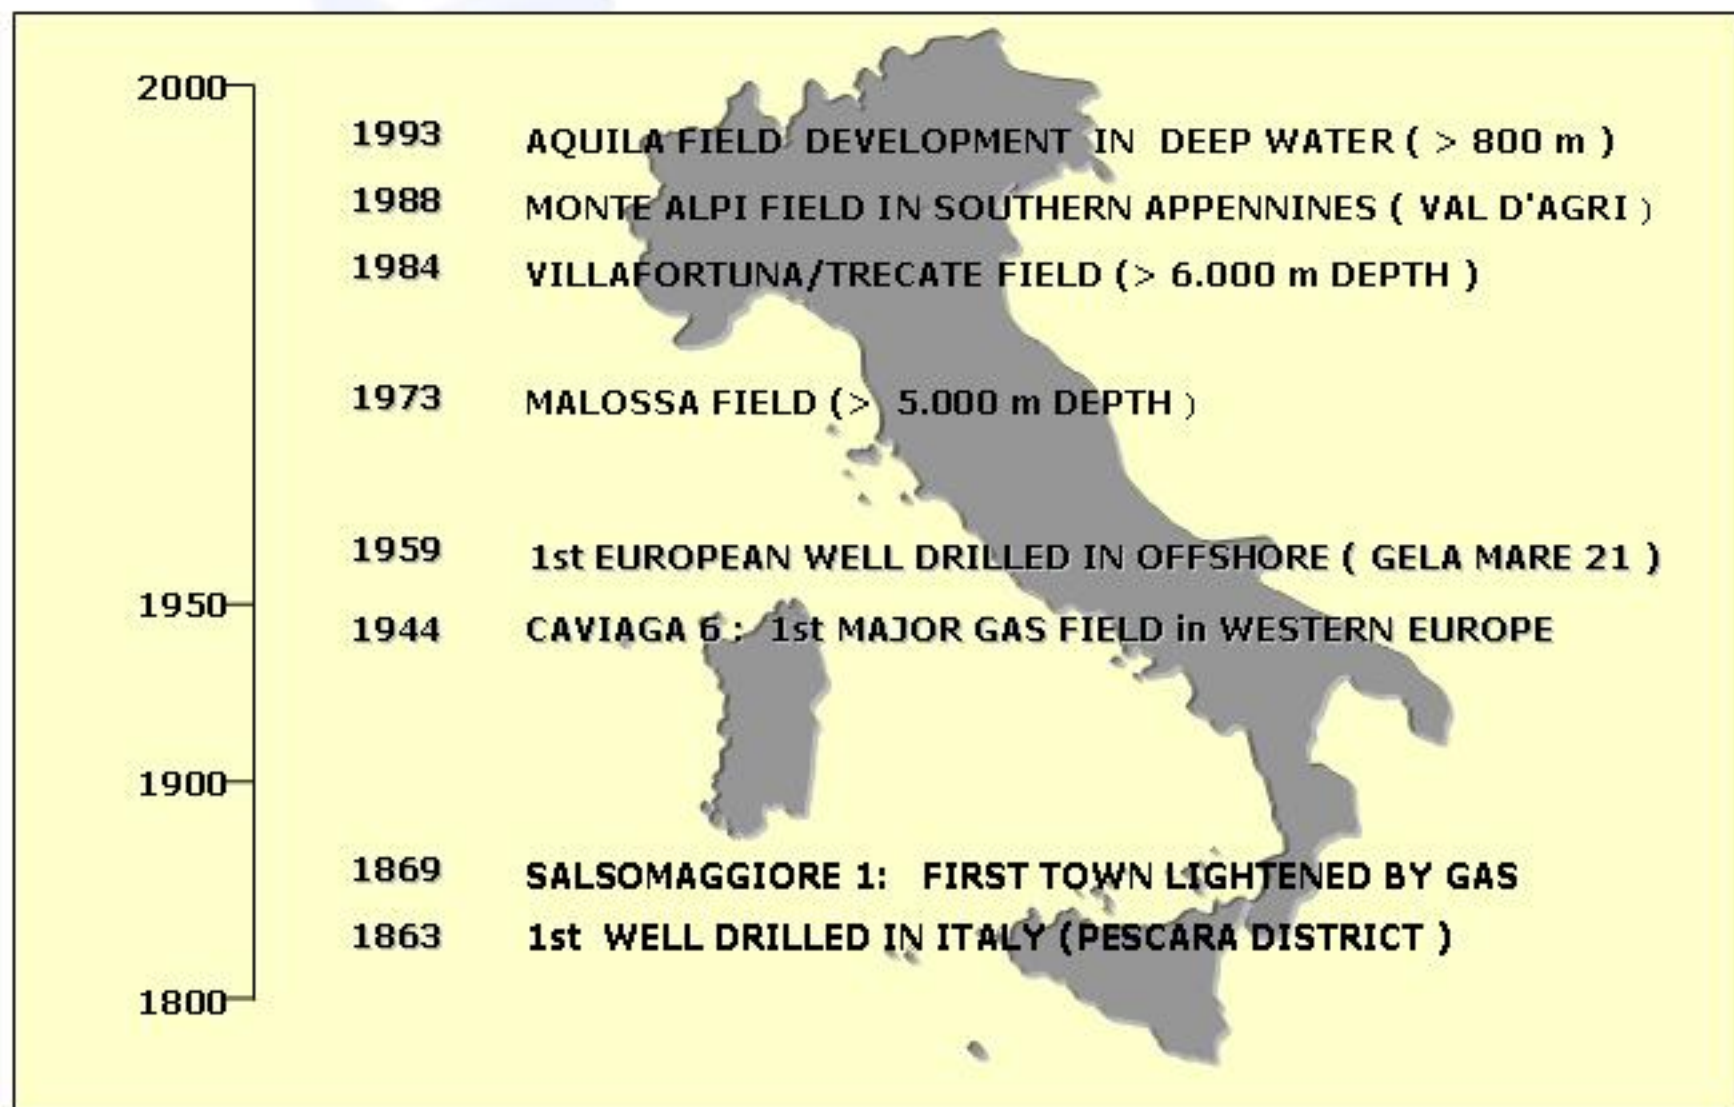 2000
1993 AQUILA FIELD DEVELOPMENT IN DEEP WATER ( > 800 m )
1988 MONTE ALPI FIELD IN SOUTHERN APPENNINES ( VAL D'AGRI )
1984 VILLAFORTUNA/TRECATE FIELD (> 6.000 m DEPTH )
1973 MALOSSA FIELD (> 5.000 m DEPTH )
1959 1st EUROPEAN WELL DRILLED IN OFFSHORE ( GELA MARE 21 )
1950
1944 CAVIAGA 6 : 1st MAJOR GAS FIELD in WESTERN EUROPE
1900
1869 SALSOMAGGIORE 1: FIRST TOWN LIGHTENED BY GAS
1863 1st WELL DRILLED IN ITALY (PESCARA DISTRICT )
1800